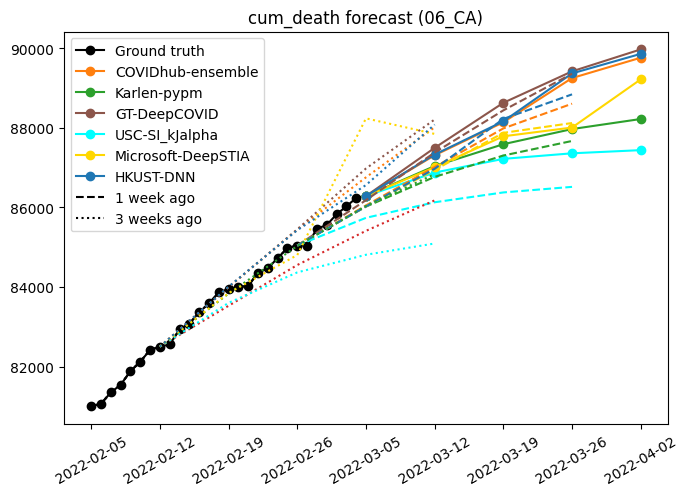 cum_death forecast (06_CA)
90000
88000
86000
84000
82000
Ground truth
COVIDhub-ensemble
Karlen-pypm
GT-DeepCOVID
USC-SI_kJalpha
Microsoft-DeepSTIA
HKUST-DNN
1 week ago
3 weeks ago
2022-02-05
2022-02-12
2022-02-19
2022-02-26
2022-03-05
2022-03-12
2022-03-19
2022-03-26
2022-04-02